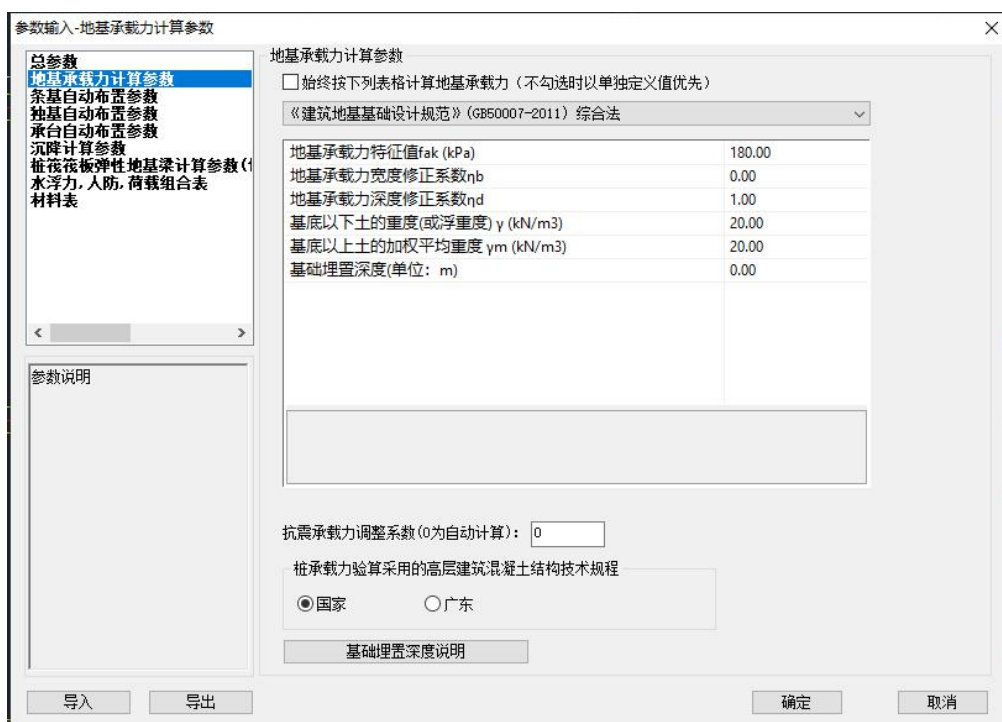 参数输入-地基承载力计算参数
总参数
地基承载力计算参数
条基自动布置参数
独基自动布置参数
承台自动布置参数
沉降计算参数
桩筏筏板弹性地基梁计算参数(
水浮力,人防,荷载组合表
材料表
参数说明
导入
导出
地基承载力计算参数
始终按下列表格计算地基承载力（不勾选时以单独定义值优先）
《建筑地基基础设计规范》(GB50007-2011) 综合法
地基承载力特征值fak (kPa) 180.00
地基承载力宽度修正系数ηb 0.00
地基承载力深度修正系数ηd 1.00
基底以下土的重度(或浮重度) γ (kN/m3) 20.00
基底以上土的加权平均重度 γm (kN/m3) 20.00
基础埋置深度(单位：m) 0.00
抗震承载力调整系数(0为自动计算): 0
桩承载力验算采用的高层建筑混凝土结构技术规程
国家 广东
基础埋置深度说明
确定 取消